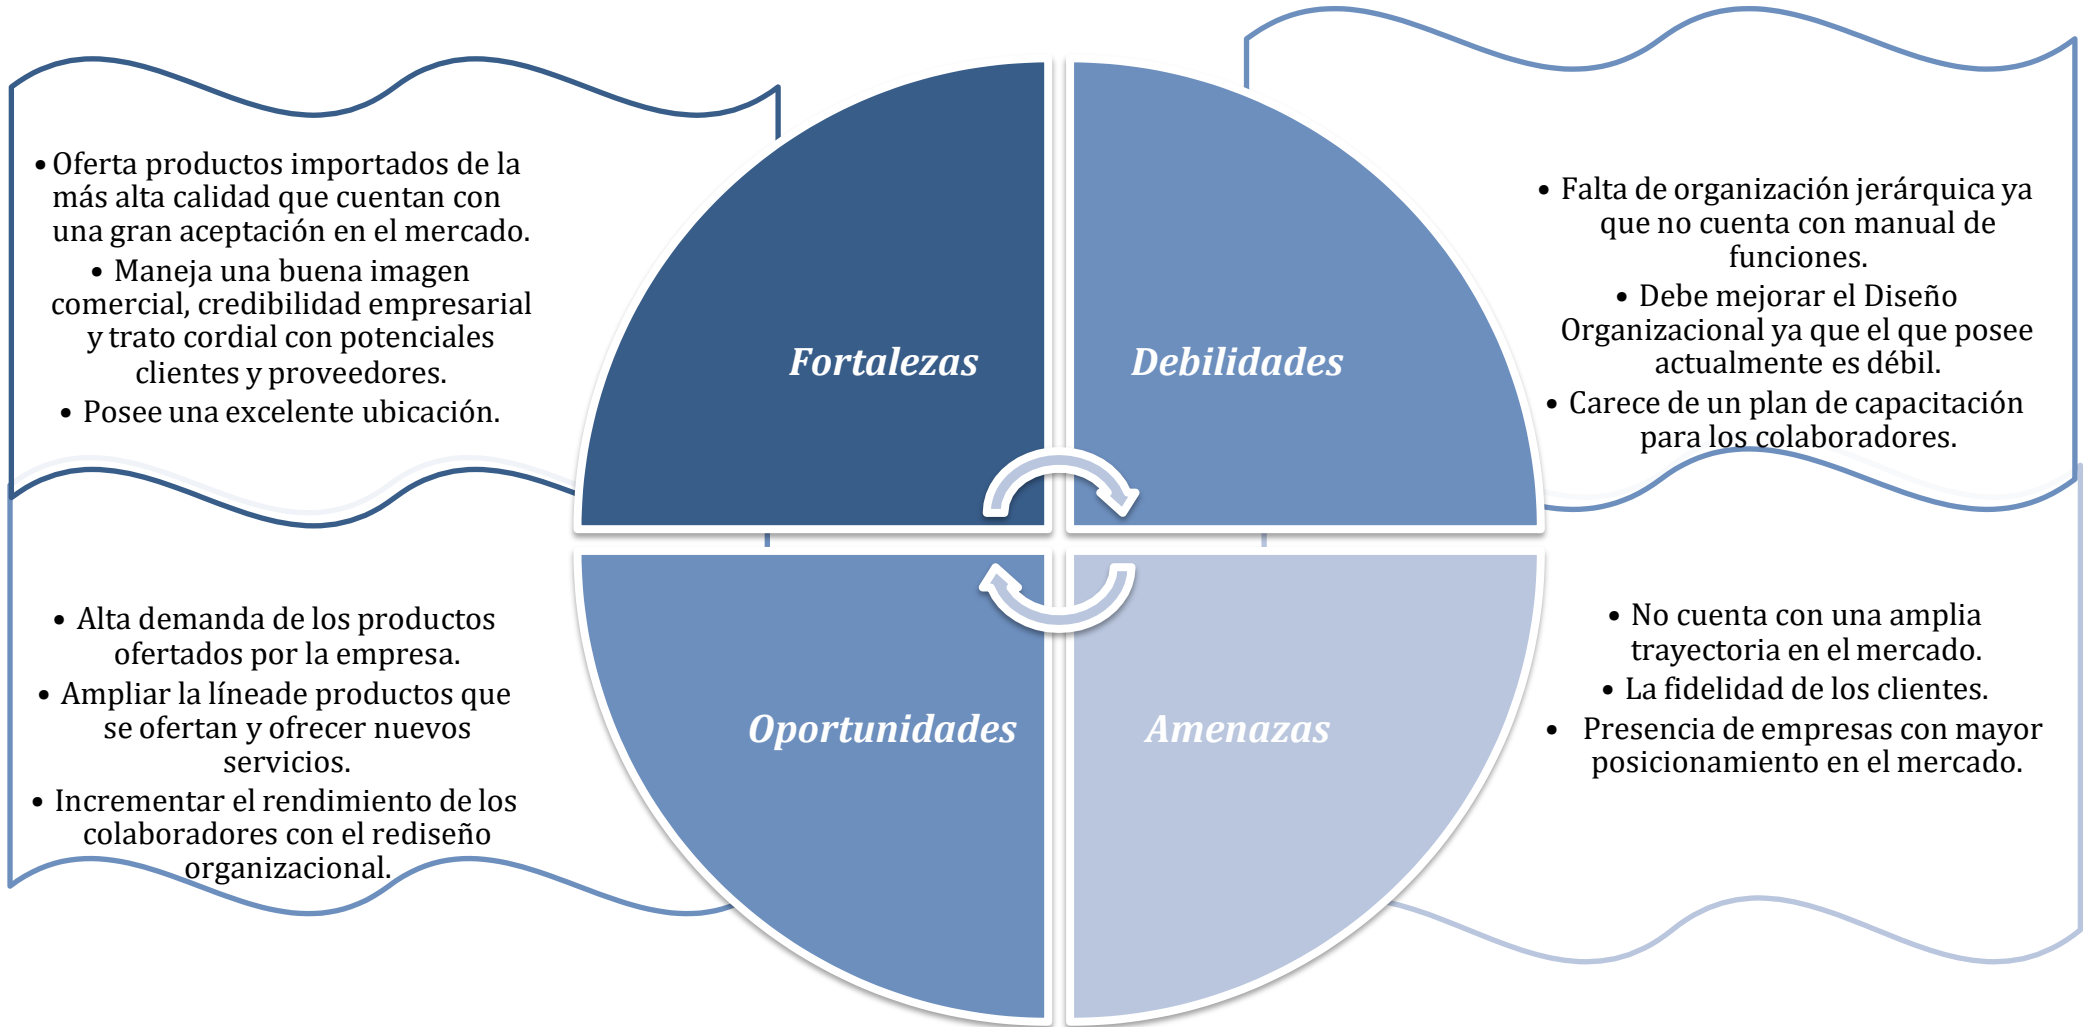 • Oferta productos importados de la
más alta calidad que cuentan con
una gran aceptación en el mercado.
• Maneja una buena imagen
comercial, credibilidad empresarial
y trato cordial con potenciales
clientes y proveedores.
• Posee una excelente ubicación.
Fortalezas
Debilidades
• Falta de organización jerárquica ya
que no cuenta con manual de
funciones.
• Debe mejorar el Diseño
Organizacional ya que el que posee
actualmente es débil.
• Carece de un plan de capacitación
para los colaboradores.
• Alta demanda de los productos
ofertados por la empresa.
• Ampliar la líneade productos que
se ofertan y ofrecer nuevos
servicios.
• Incrementar el rendimiento de los
colaboradores con el rediseño
organizacional.
Oportunidades
Amenazas
• No cuenta con una amplia
trayectoria en el mercado.
• La fidelidad de los clientes.
• Presencia de empresas con mayor
posicionamiento en el mercado.